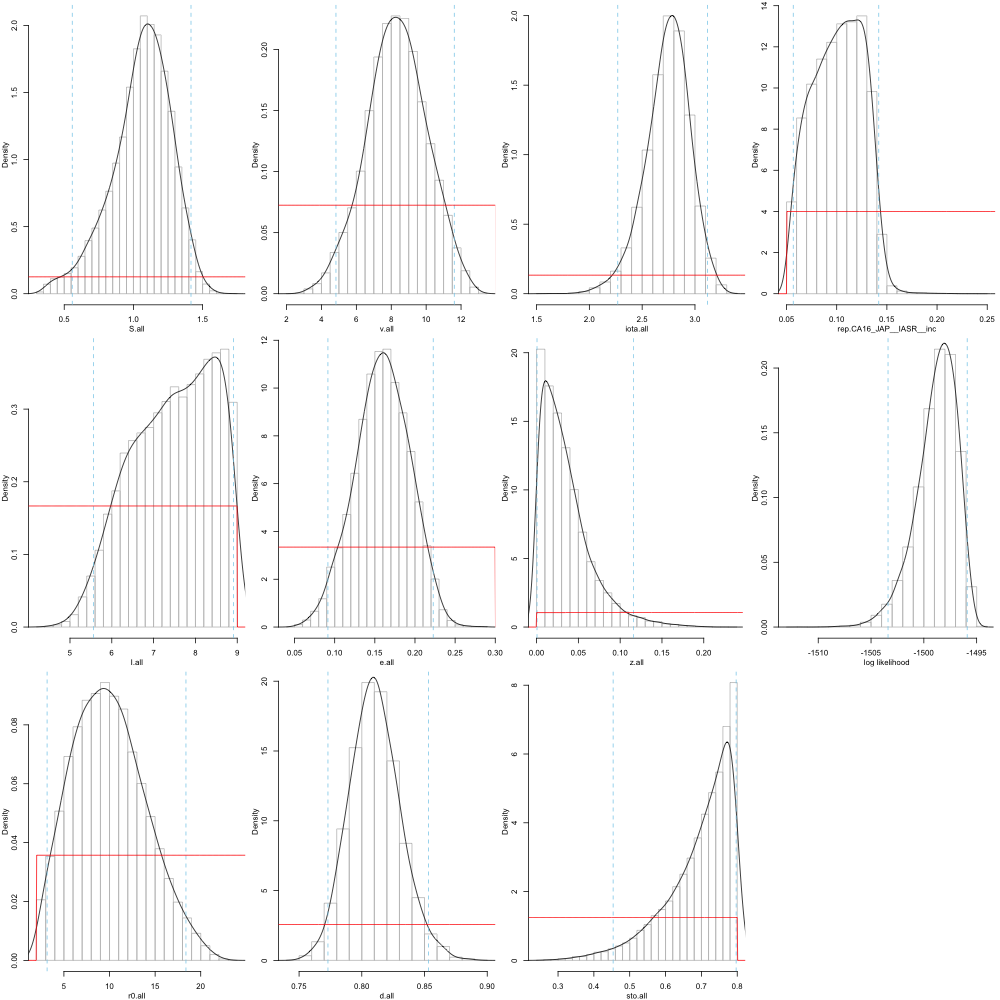 Density
0.0 0.5 1.0 1.5 2.0
0.5 1.0 1.5
S.all
Density
0.00 0.05 0.10 0.15 0.20
2 4 6 8 10 12
v.all
Density
0.0 0.5 1.0 1.5 2.0
1.5 2.0 2.5 3.0
iota.all
Density
0 2 4 6 8 10 12 14
0.05 0.10 0.15 0.20 0.25
rep.CA16_JAP__IASR__inc
Density
0.0 0.1 0.2 0.3
5 6 7 8 9
l.all
Density
0 2 4 6 8 10 12
0.05 0.10 0.15 0.20 0.25 0.30
e.all
Density
0 5 10 15 20
0.00 0.05 0.10 0.15 0.20
z.all
Density
0.00 0.05 0.10 0.15 0.20
-1510 -1505 -1500 -1495
log likelihood
Density
0.00 0.02 0.04 0.06 0.08
5 10 15 20
r0.all
Density
0 5 10 15 20
0.75 0.80 0.85 0.90
d.all
Density
0 2 4 6 8
0.3 0.4 0.5 0.6 0.7 0.8
sto.all